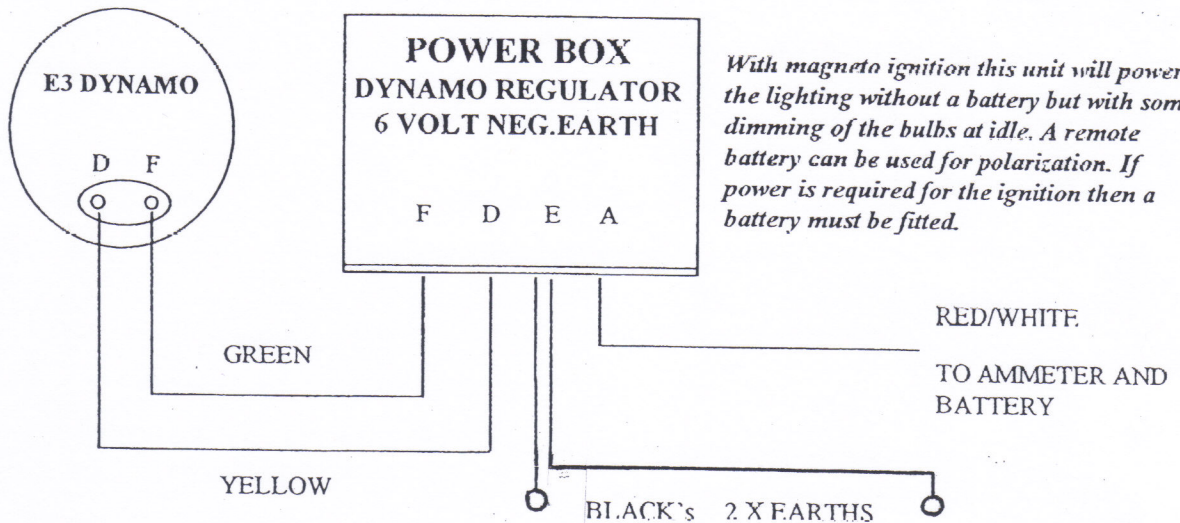 E3 DYNAMO
D F
POWER BOX
DYNAMO REGULATOR
6 VOLT NEG.EARTH
F D E A
With magneto ignition this unit will power
the lighting without a battery but with som
dimming of the bulbs at idle. A remote
battery can be used for polarization. If
power is required for the ignition then a
battery must be fitted.
RED/WHITE
TO AMMETER AND
BATTERY
GREEN
YELLOW
BLACK's 2 X EARTHS